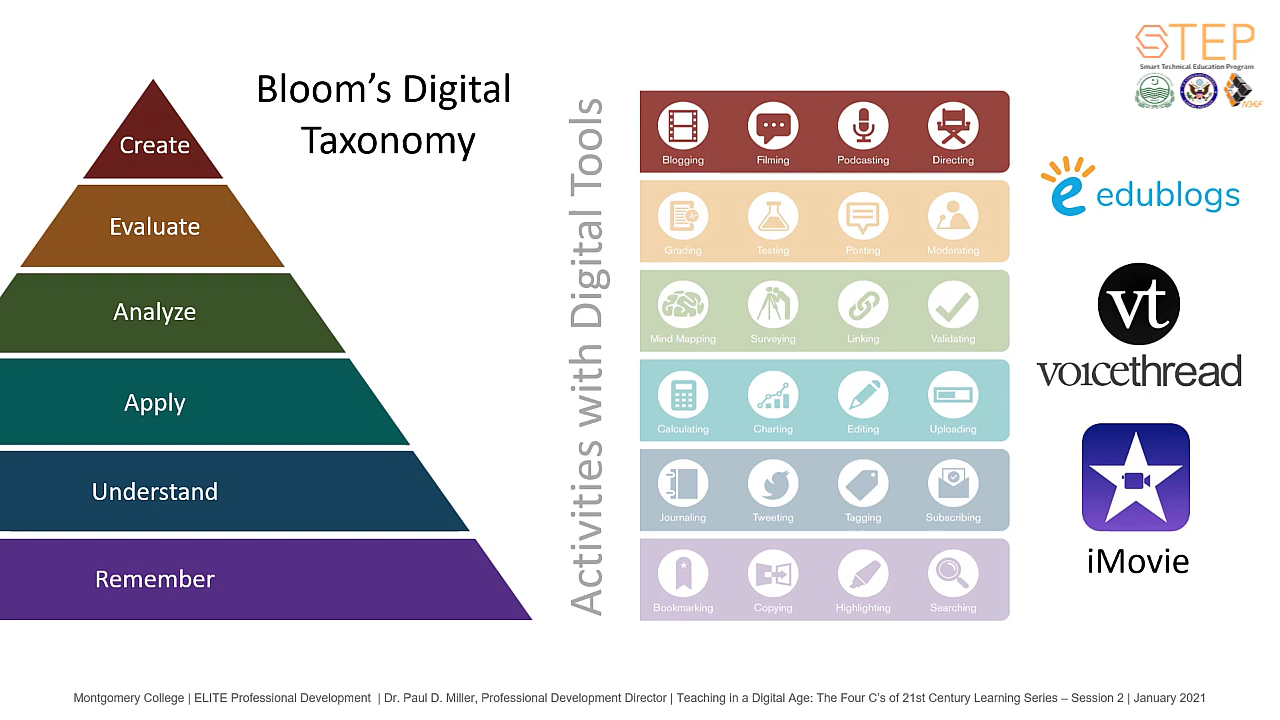 STEP
Smart Technical Education Program
Bloom's Digital
Taxonomy
Create
Evaluate
Analyze
Apply
Understand
Remember
Activities with Digital Tools
Blogging Filming Podcasting Directing
Grading Testing Posting Moderating
Mind Mapping Surveying Linking Validating
Calculating Charting Editing Uploading
Journaling Tweeting Tagging Subscribing
Bookmarking Copying Highlighting Searching
edublogs
vt
voicethread
iMovie
Montgomery College | ELITE Professional Development | Dr. Paul D. Miller, Professional Development Director | Teaching in a Digital Age: The Four C's of 21st Century Learning Series – Session 2 | January 2021